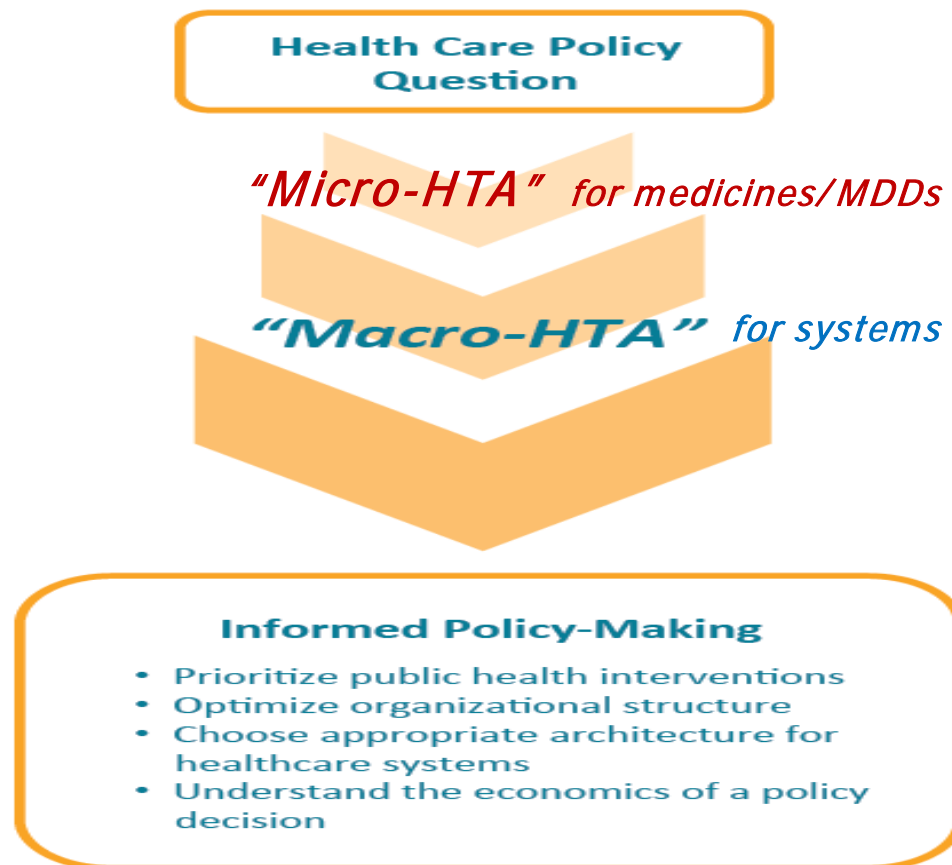 Health Care Policy
Question
“Micro-HTA” for medicines/MDDs
“Macro-HTA” for systems
Informed Policy-Making
• Prioritize public health interventions
• Optimize organizational structure
• Choose appropriate architecture for
healthcare systems
• Understand the economics of a policy
decision